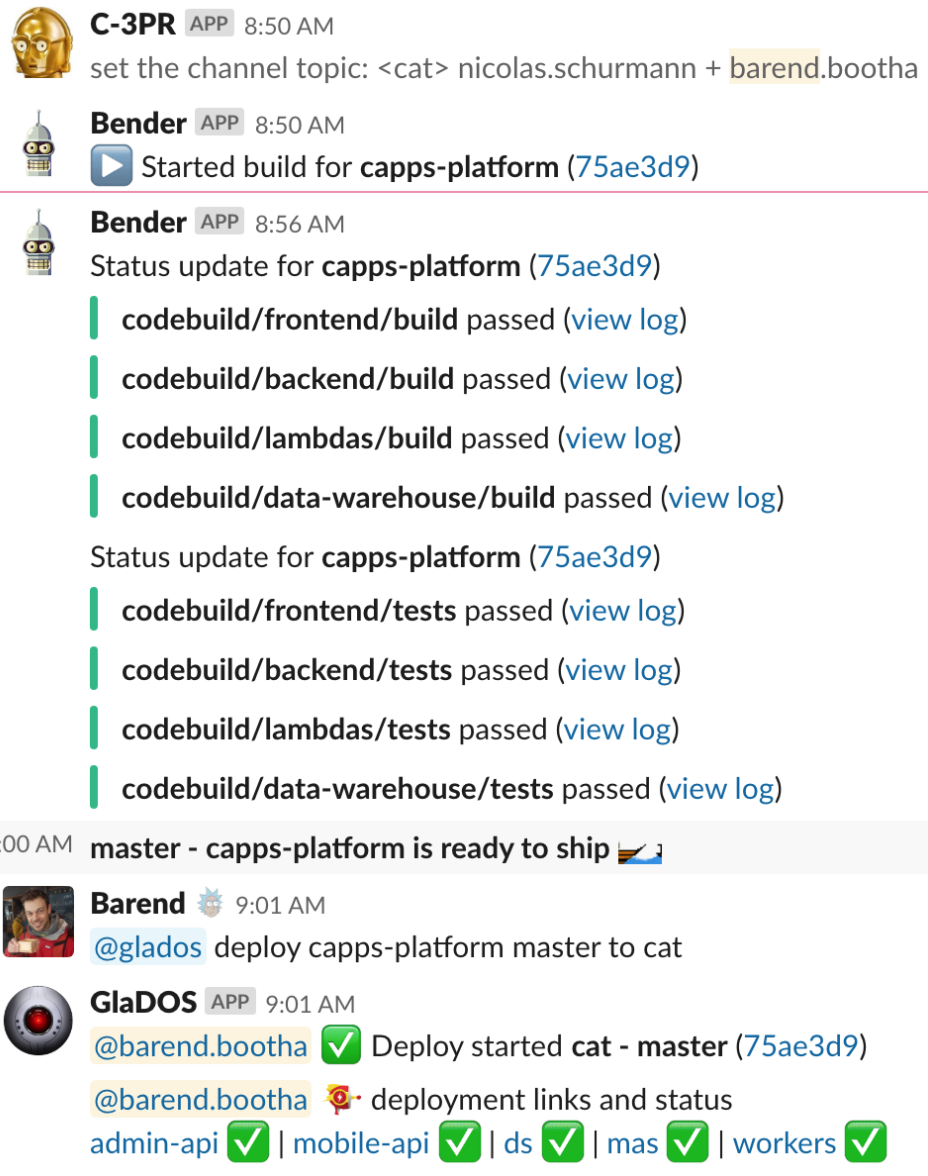 C-3PR APP 8:50 AM
set the channel topic: <cat> nicolas.schurmann + barend.bootha
Bender APP 8:50 AM
Started build for capps-platform (75ae3d9)
Bender APP 8:56 AM
Status update for capps-platform (75ae3d9)
codebuild/frontend/build passed (view log)
codebuild/backend/build passed (view log)
codebuild/lambdas/build passed (view log)
codebuild/data-warehouse/build passed (view log)
Status update for capps-platform (75ae3d9)
codebuild/frontend/tests passed (view log)
codebuild/backend/tests passed (view log)
codebuild/lambdas/tests passed (view log)
codebuild/data-warehouse/tests passed (view log)
:00 AM master - capps-platform is ready to ship
Barend 9:01 AM
@glados deploy capps-platform master to cat
GlaDOS APP 9:01 AM
@barend.bootha ✅ Deploy started cat - master (75ae3d9)
@barend.bootha deployment links and status
admin-api ✅ | mobile-api ✅ | ds ✅ | mas ✅ | workers ✅